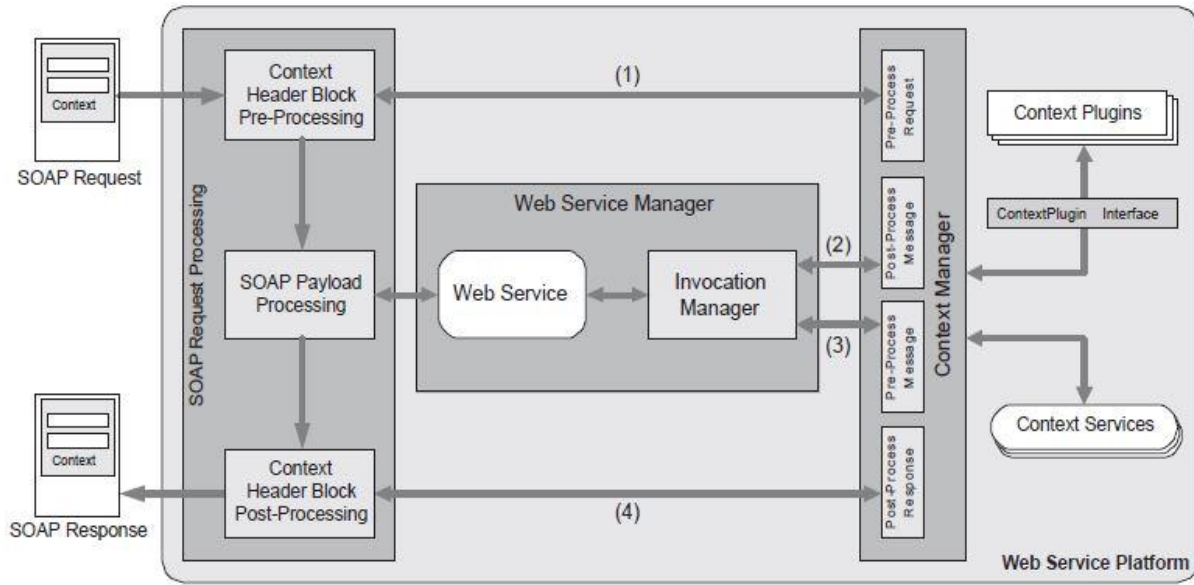 Context
SOAP Request
SOAP Request Processing
Context
Header Block
Pre-Processing
SOAP Payload
Processing
Context
Header Block
Post-Processing
Context
SOAP Response
(1)
Web Service Manager
Web Service
Invocation
Manager
(2)
(3)
(4)
Pre-Process
Request
Post-Process
Message
Pre-Process
Message
Post-Process
Response
Context Manager
Context Plugins
ContextPlugin Interface
Context Services
Web Service Platform